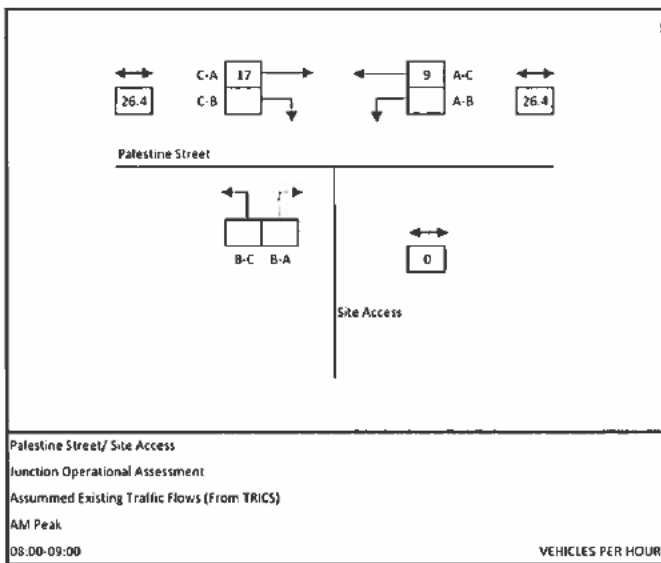 C-A 17 9 A-C
26.4 C-B A-B 26.4
Palestine Street
B-C B-A 0
Site Access
Palestine Street/ Site Access
Junction Operational Assessment
Assummed Existing Traffic Flows (From TRICS)
AM Peak
08:00-09:00 VEHICLES PER HOUR